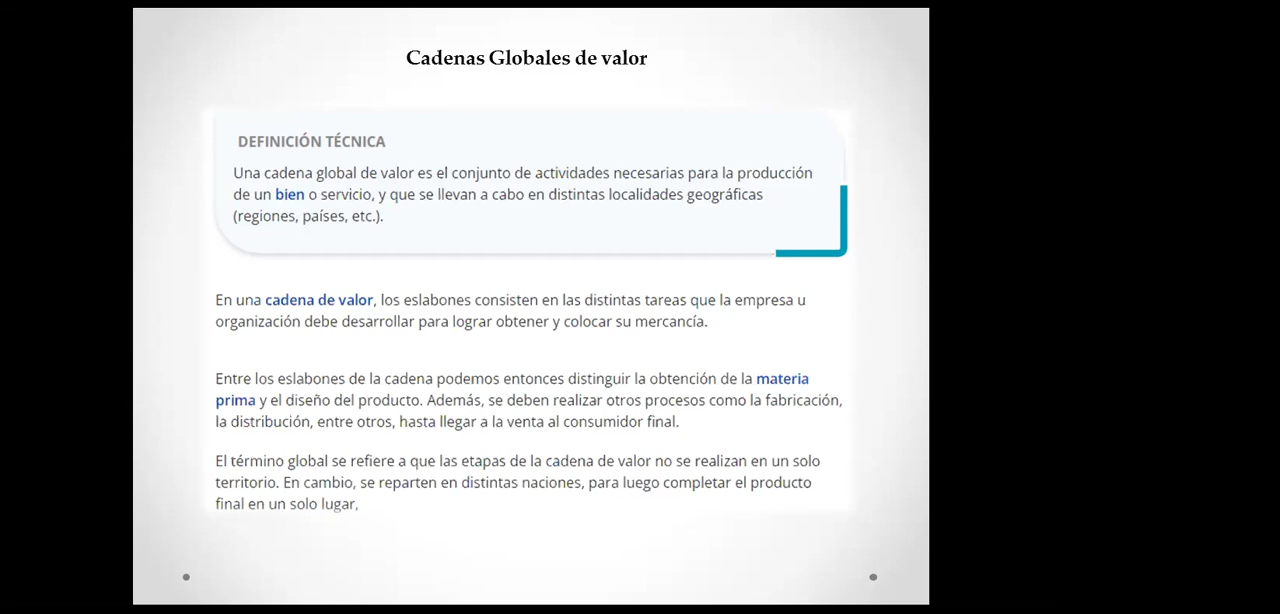 Cadenas Globales de valor
DEFINICIÓN TÉCNICA
Una cadena global de valor es el conjunto de actividades necesarias para la producción
de un bien o servicio, y que se llevan a cabo en distintas localidades geográficas
(regiones, países, etc.).
En una cadena de valor, los eslabones consisten en las distintas tareas que la empresa u
organización debe desarrollar para lograr obtener y colocar su mercancía.
Entre los eslabones de la cadena podemos entonces distinguir la obtención de la materia
prima y el diseño del producto. Además, se deben realizar otros procesos como la fabricación,
la distribución, entre otros, hasta llegar a la venta al consumidor final.
El término global se refiere a que las etapas de la cadena de valor no se realizan en un solo
territorio. En cambio, se reparten en distintas naciones, para luego completar el producto
final en un solo lugar,